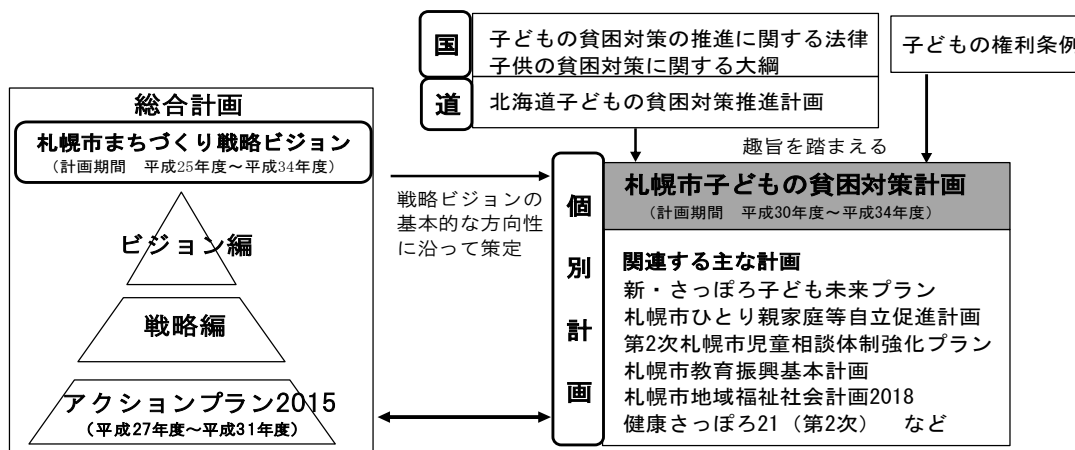 国
子どもの貧困対策の推進に関する法律
子供の貧困対策に関する大綱
道
北海道子どもの貧困対策推進計画
子どもの権利条例
趣旨を踏まえる
総合計画
札幌市まちづくり戦略ビジョン
（計画期間　平成25年度～平成34年度）
ビジョン編
戦略編
アクションプラン2015
（平成27年度～平成31年度）
戦略ビジョンの
基本的な方向性
に沿って策定
個別計画
札幌市子どもの貧困対策計画
（計画期間　平成30年度～平成34年度）
関連する主な計画
新・さっぽろ子ども未来プラン
札幌市ひとり親家庭等自立促進計画
第2次札幌市児童相談体制強化プラン
札幌市教育振興基本計画
札幌市地域福祉社会計画2018
健康さっぽろ21（第2次）　など